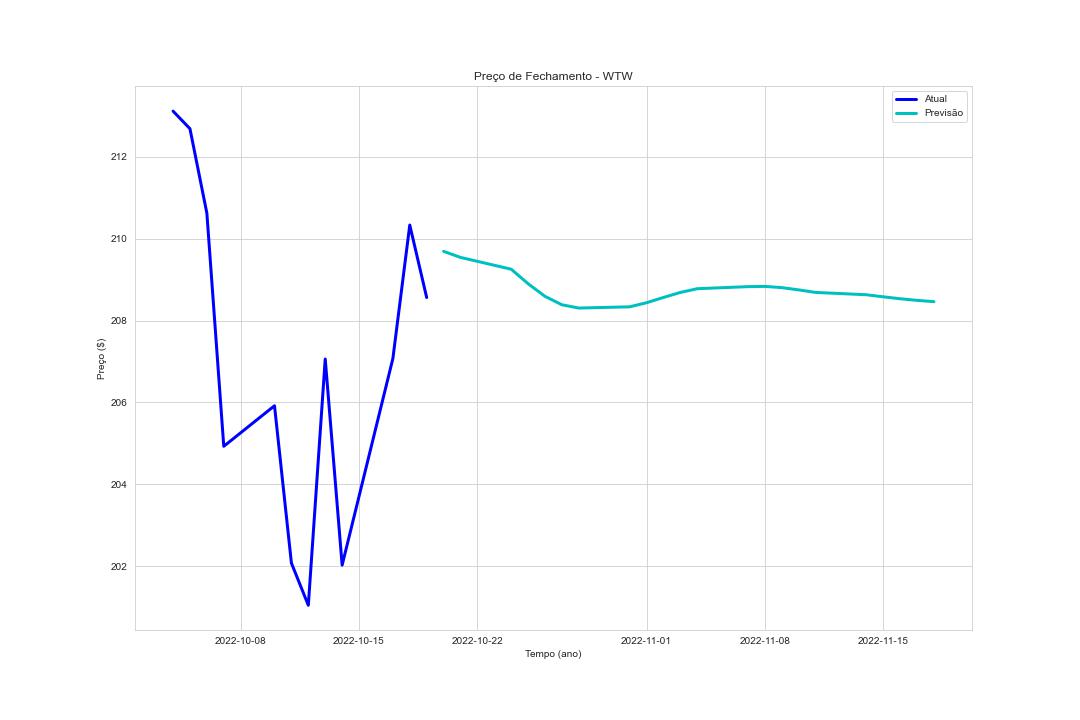 Preço de Fechamento - WTW
Atual
Previsão
212
210
208
206
204
202
Preço ($)
2022-10-08
2022-10-15
2022-10-22
2022-11-01
2022-11-08
2022-11-15
Tempo (ano)